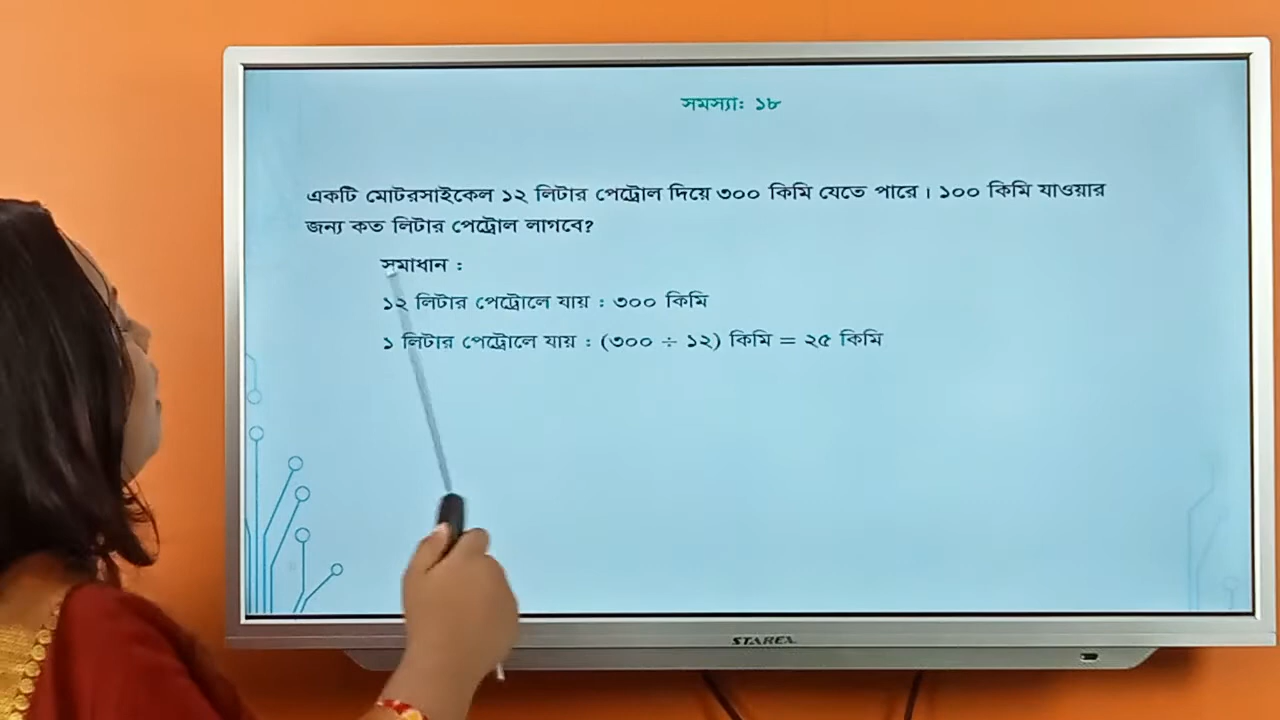 সমস্যা: ১৮
একটি মোটরসাইকেল ১২ লিটার পেট্রোল দিয়ে ৩০০ কিমি যেতে পারে। ১০০ কিমি যাওয়ার
জন্য কত লিটার পেট্রোল লাগবে?
সমাধান :
১২ লিটার পেট্রোলে যায় : ৩০০ কিমি
১ লিটার পেট্রোলে যায় : (৩০০ ÷ ১২) কিমি = ২৫ কিমি
STAREX